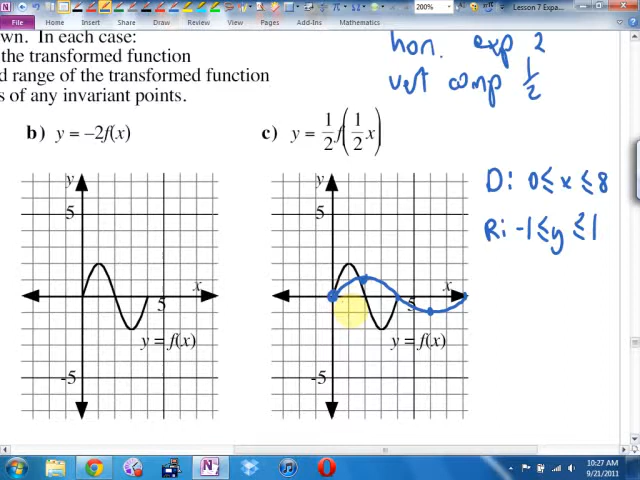 200%
Lesson 7 Expa...
File
Home
Insert
Share
Draw
Review
View
PDF
Add-Ins
Mathematics
wn. In each case:
the transformed function
d range of the transformed function
s of any invariant points.
hon. exp 2
vert comp 1/2
b) y = –2f(x)
c) y = 1/2 f(1/2 x)
D: 0 ≤ x ≤ 8
R: -1 ≤ y ≤ 1
y
5
x
5
y = f(x)
-5
y
5
x
5
y = f(x)
-5
10:27 AM
9/21/2011